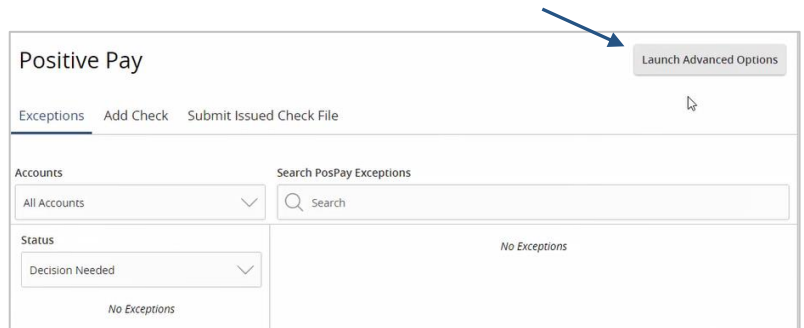 Positive Pay
Launch Advanced Options
Exceptions Add Check Submit Issued Check File
Accounts
Search PosPay Exceptions
All Accounts
Search
Status
No Exceptions
Decision Needed
No Exceptions